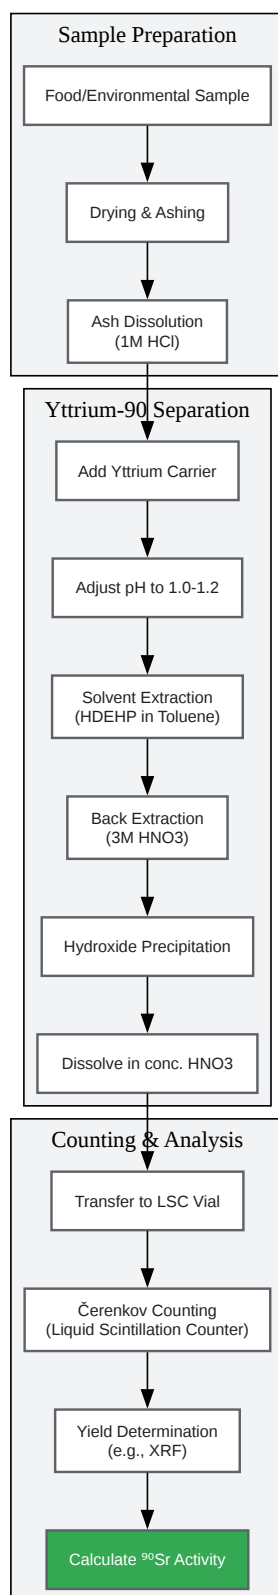 Sample Preparation
Food/Environmental Sample
Drying & Ashing
Ash Dissolution
(1M HCl)
Yttrium-90 Separation
Add Yttrium Carrier
Adjust pH to 1.0-1.2
Solvent Extraction
(HDEHP in Toluene)
Back Extraction
(3M HNO3)
Hydroxide Precipitation
Dissolve in conc. HNO3
Counting & Analysis
Transfer to LSC Vial
Čerenkov Counting
(Liquid Scintillation Counter)
Yield Determination
(e.g., XRF)
Calculate ⁹⁰Sr Activity